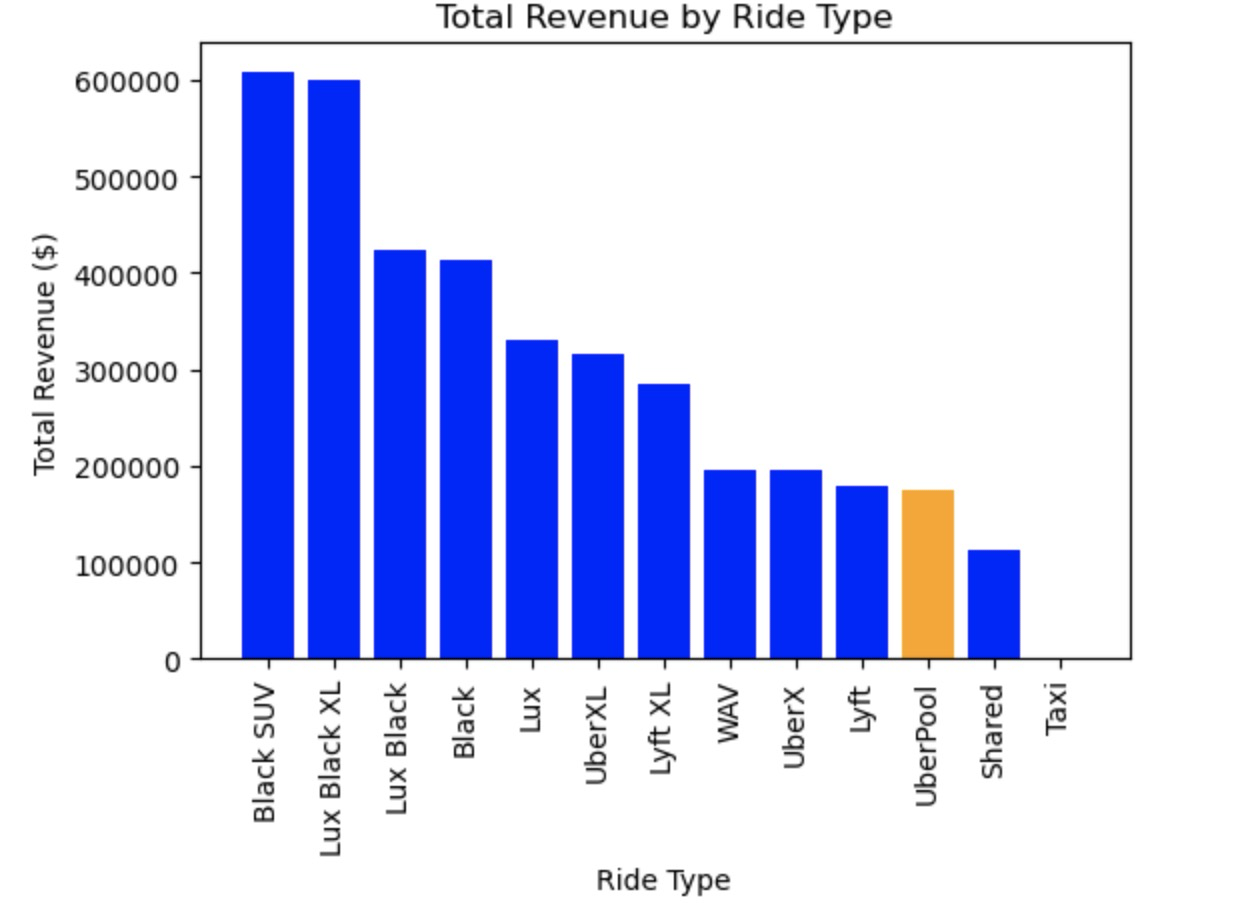 Total Revenue by Ride Type
Total Revenue ($)
600000
500000
400000
300000
200000
100000
0
Black SUV
Lux Black XL
Lux Black
Black
Lux
UberXL
Lyft XL
WAV
UberX
Lyft
UberPool
Shared
Taxi
Ride Type